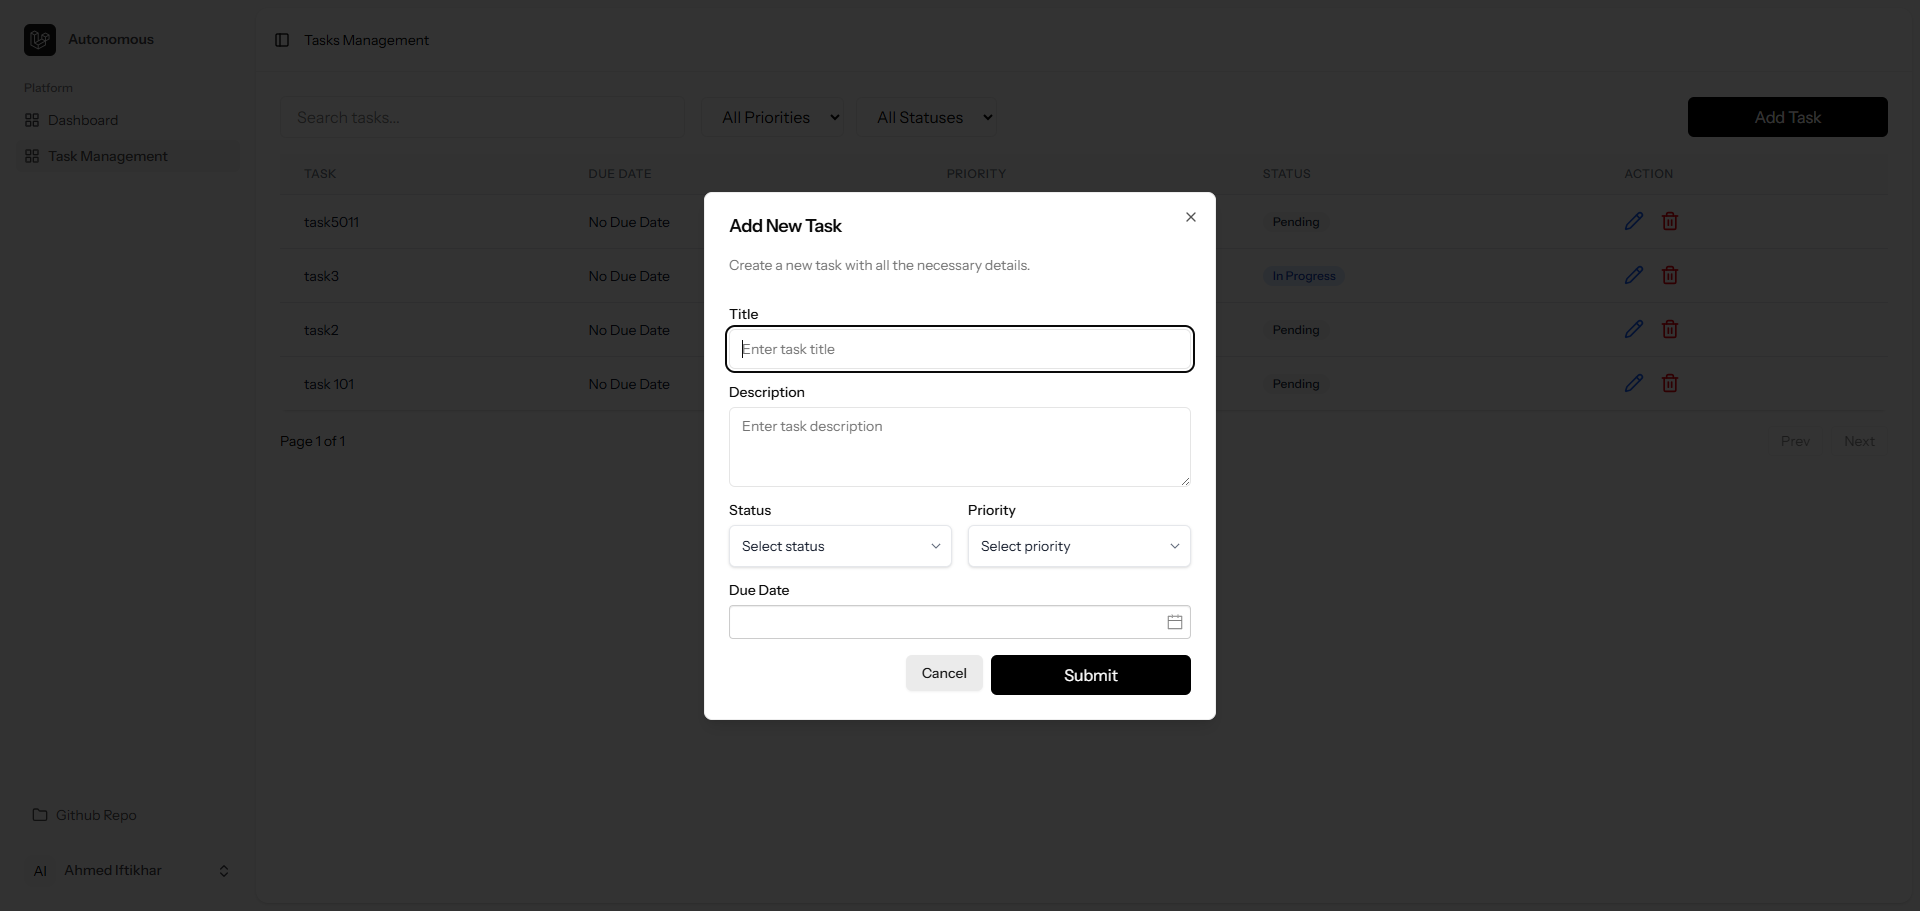 Autonomous
Tasks Management
Platform
Dashboard
Task Management
Search tasks...
All Priorities
All Statuses
Add Task
TASK DUE DATE PRIORITY STATUS ACTION
task5011 No Due Date Pending
task3 No Due Date In Progress
task2 No Due Date Pending
task 101 No Due Date Pending
Page 1 of 1
Prev Next
Add New Task
Create a new task with all the necessary details.
Title
Enter task title
Description
Enter task description
Status Priority
Select status Select priority
Due Date
Cancel Submit
Github Repo
AI Ahmed Iftikhar